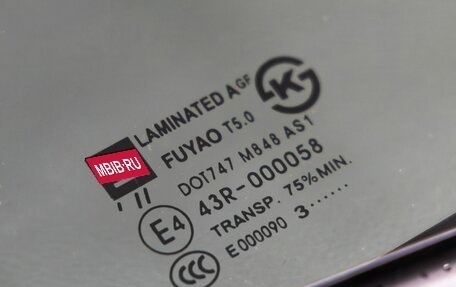 LAMINATED AGF
FUYAO T5.0
DOT747 M848 AS1
43R-000058
TRANSP. 75%MIN.
E000090 3.......
MBIB·RU
K
E4
CCC